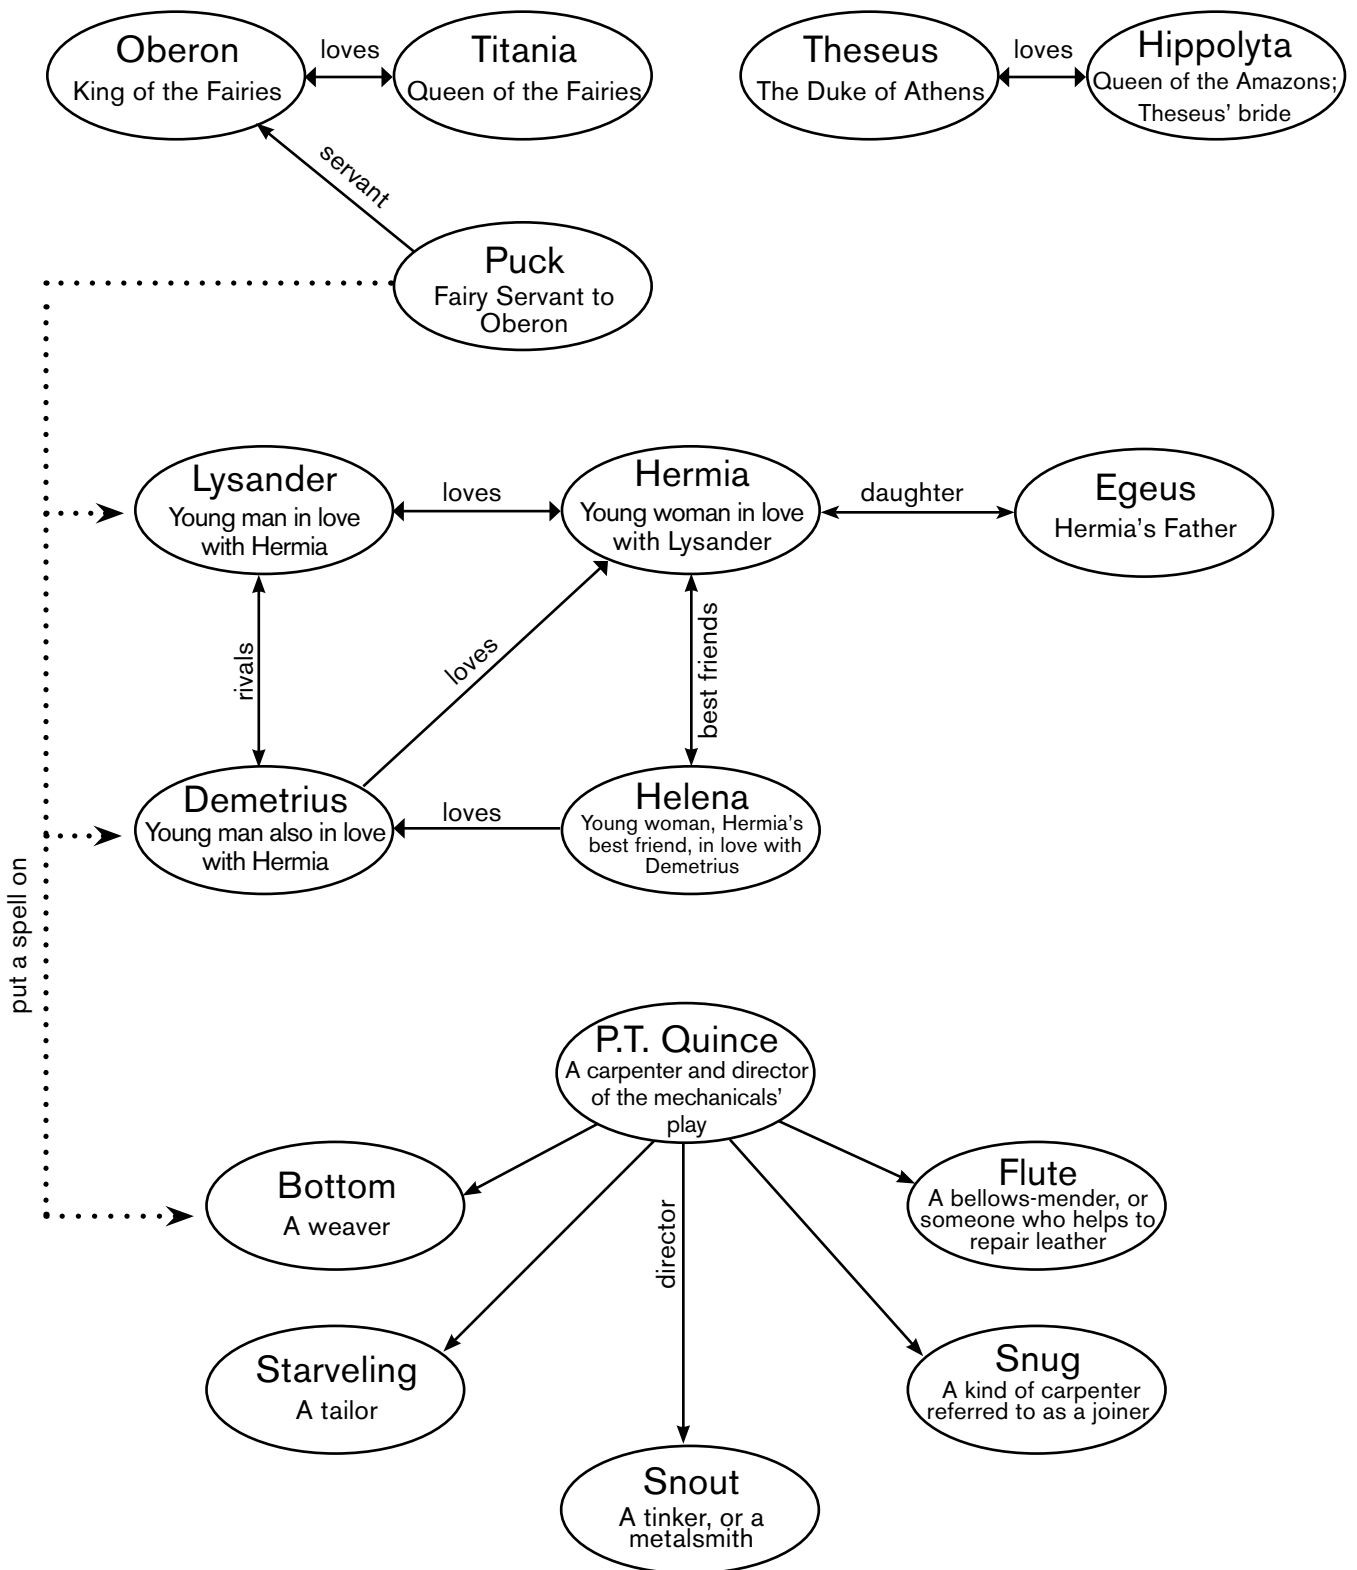 Oberon
King of the Fairies
loves
Titania
Queen of the Fairies
Theseus
The Duke of Athens
loves
Hippolyta
Queen of the Amazons;
Theseus’ bride
servant
Puck
Fairy Servant to
Oberon
Lysander
Young man in love
with Hermia
loves
Hermia
Young woman in love
with Lysander
daughter
Egeus
Hermia’s Father
rivals
loves
best friends
Demetrius
Young man also in love
with Hermia
loves
Helena
Young woman, Hermia’s
best friend, in love with
Demetrius
put a spell on
P.T. Quince
A carpenter and director
of the mechanicals’
play
Bottom
A weaver
director
Flute
A bellows-mender, or
someone who helps to
repair leather
Starveling
A tailor
Snug
A kind of carpenter
referred to as a joiner
Snout
A tinker, or a
metalsmith